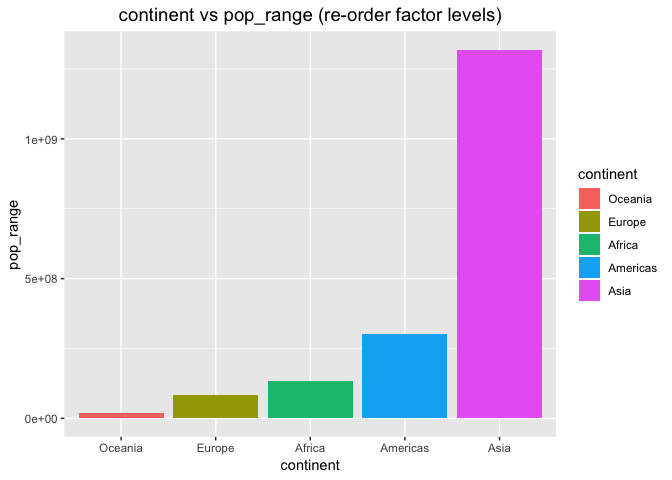 continent vs pop_range (re-order factor levels)
pop_range
1e+09
5e+08
0e+00
Oceania Europe Africa Americas Asia
continent
continent
Oceania
Europe
Africa
Americas
Asia